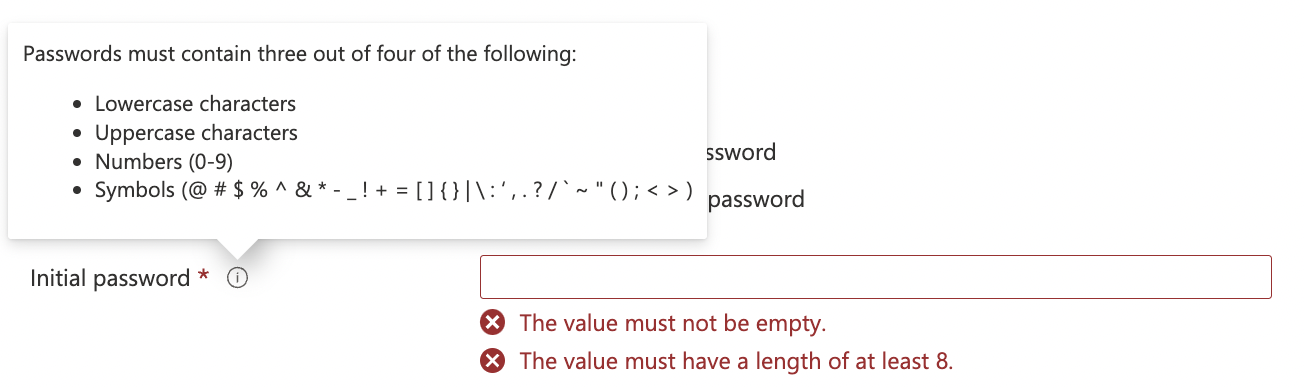 Passwords must contain three out of four of the following:
• Lowercase characters
• Uppercase characters
• Numbers (0-9)
• Symbols (@ # $ % ^ & * - _ ! + = [ ] { } | \ : ‘ , . ? / ` ~ " ( ) ; < > )
ssword
password
Initial password *
The value must not be empty.
The value must have a length of at least 8.